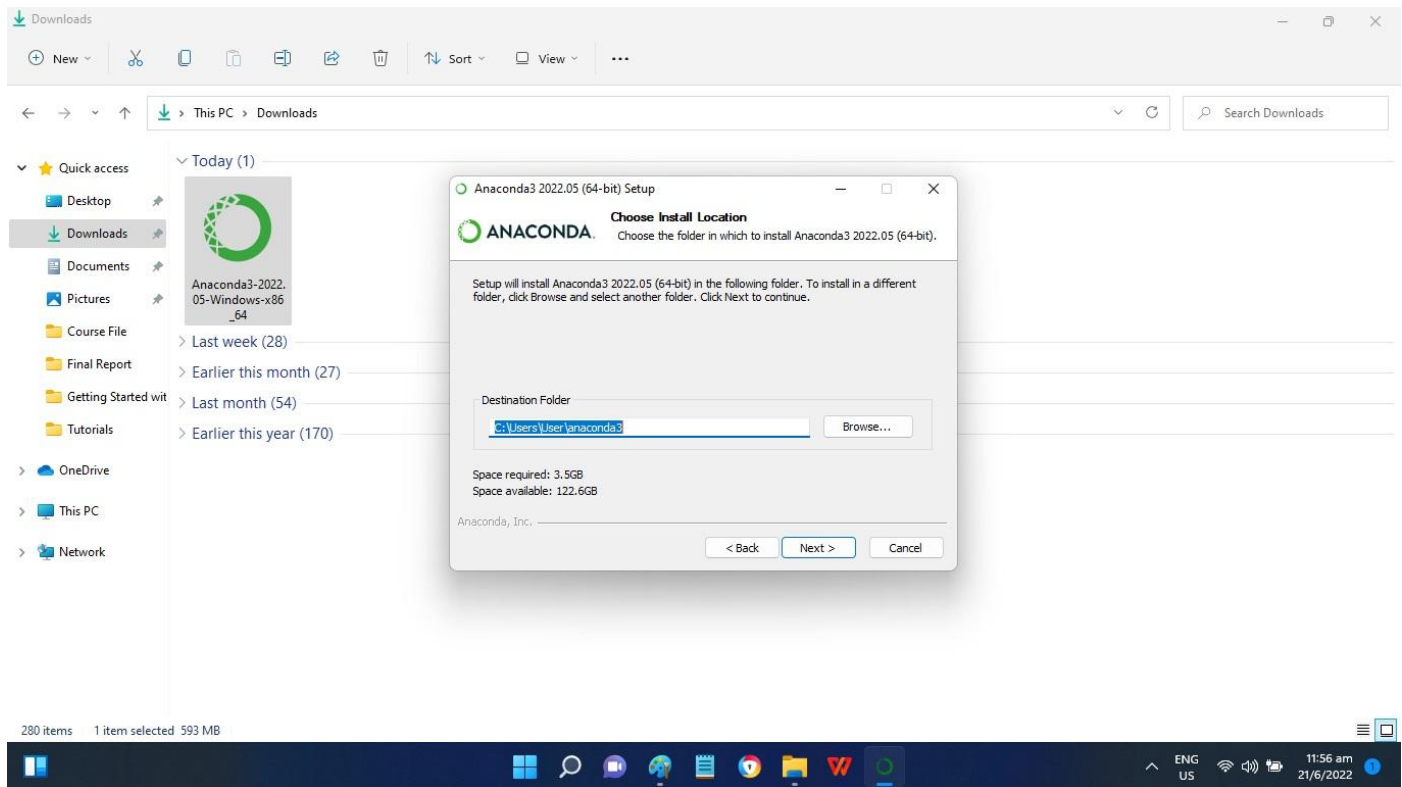 Downloads
New
Sort
View
This PC > Downloads
Search Downloads
Quick access
Desktop
Downloads
Documents
Pictures
Course File
Final Report
Getting Started wit
Tutorials
OneDrive
This PC
Network
Today (1)
Anaconda3-2022.
05-Windows-x86
_64
Last week (28)
Earlier this month (27)
Last month (54)
Earlier this year (170)
Anaconda3 2022.05 (64-bit) Setup
ANACONDA.
Choose Install Location
Choose the folder in which to install Anaconda3 2022.05 (64-bit).
Setup will install Anaconda3 2022.05 (64-bit) in the following folder. To install in a different
folder, click Browse and select another folder. Click Next to continue.
Destination Folder
C:\Users\User\anaconda3
Browse...
Space required: 3.5GB
Space available: 122.6GB
Anaconda, Inc.
< Back
Next >
Cancel
280 items
1 item selected 593 MB
ENG
US
11:56 am
21/6/2022
1